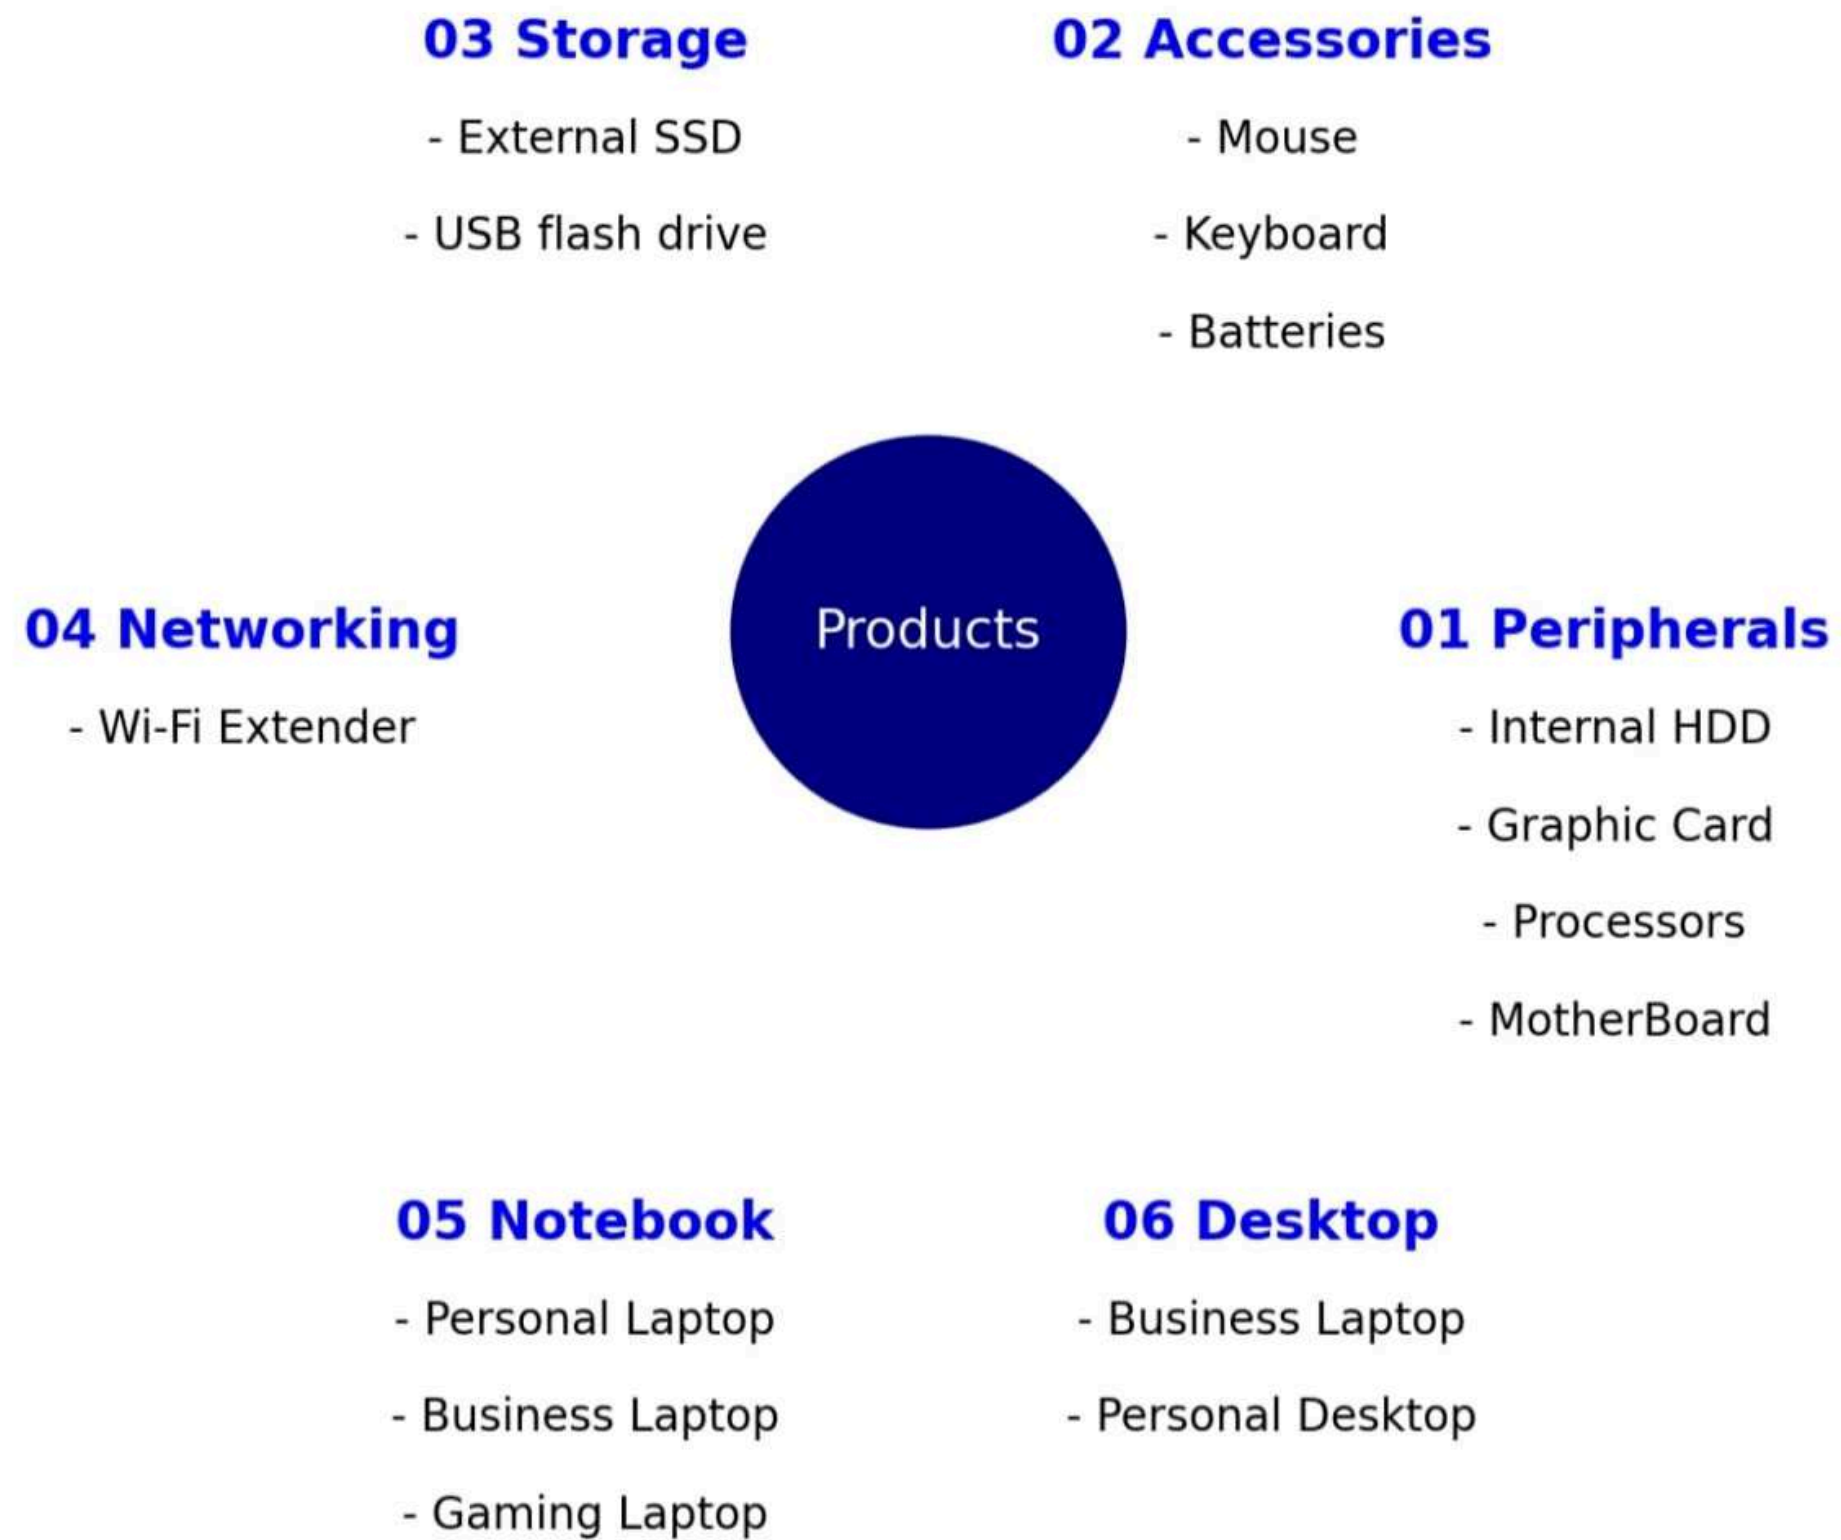 03 Storage
- External SSD
- USB flash drive
02 Accessories
- Mouse
- Keyboard
- Batteries
04 Networking
- Wi-Fi Extender
Products
01 Peripherals
- Internal HDD
- Graphic Card
- Processors
- MotherBoard
05 Notebook
- Personal Laptop
- Business Laptop
- Gaming Laptop
06 Desktop
- Business Laptop
- Personal Desktop